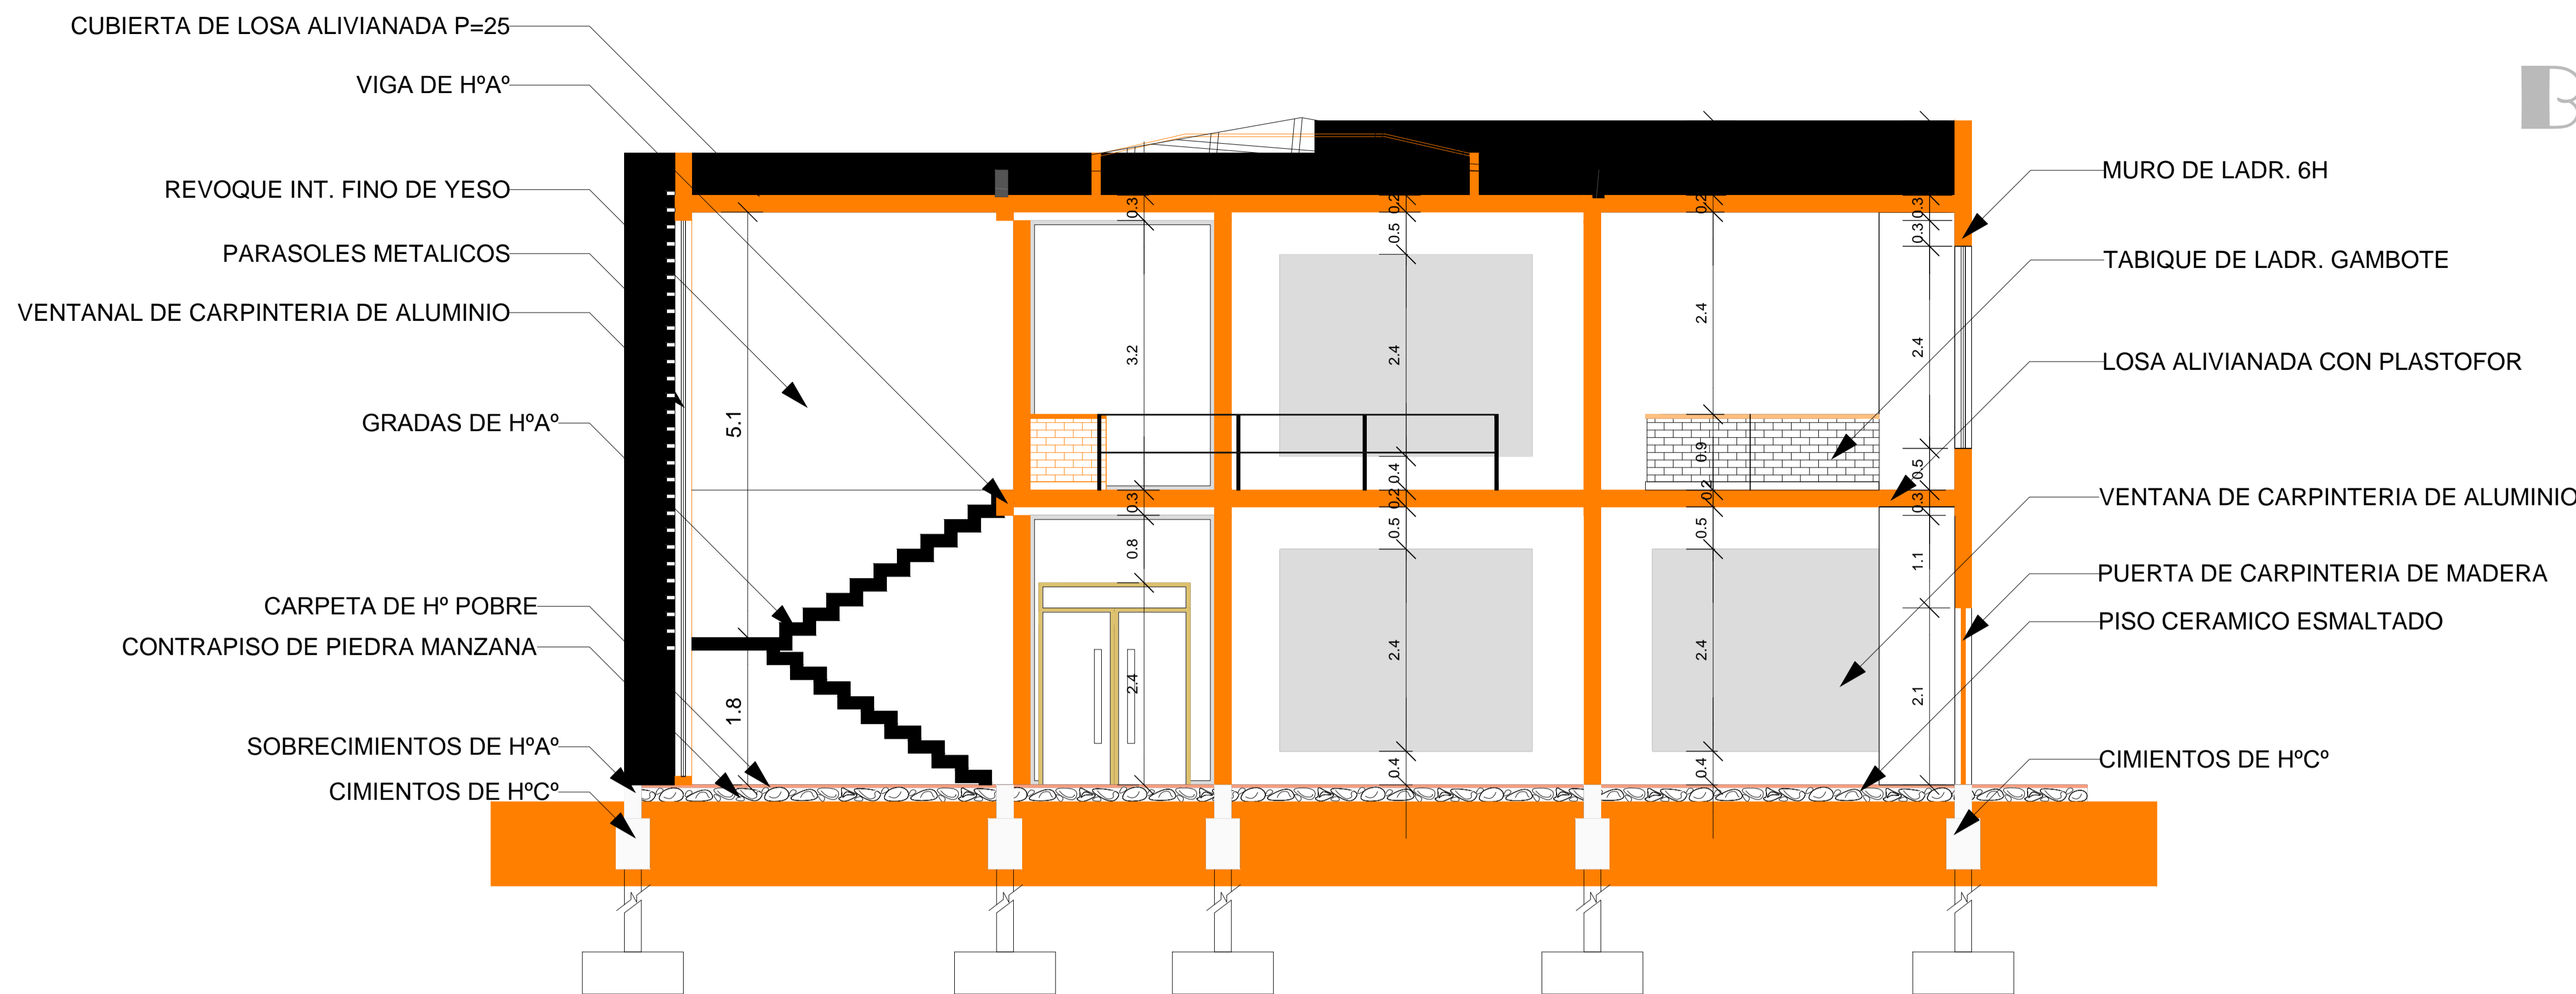 CUBIERTA DE LOSA ALIVIANADA P=25
VIGA DE HºAº
REVOQUE INT. FINO DE YESO
PARASOLES METALICOS
VENTANAL DE CARPINTERIA DE ALUMINIO
GRADAS DE HºAº
CARPETA DE Hº POBRE
CONTRAPISO DE PIEDRA MANZANA
SOBRECIMIENTOS DE HºAº
CIMIENTOS DE HºCº
5.1
1.8
0.3
3.2
0.3
0.8
2.4
0.2
0.5
2.4
0.4
0.2
0.5
2.4
0.4
0.2
2.4
0.9
0.2
0.5
2.4
0.4
0.3
0.3
2.4
0.5
0.3
1.1
2.1
B
MURO DE LADR. 6H
TABIQUE DE LADR. GAMBOTE
LOSA ALIVIANADA CON PLASTOFOR
VENTANA DE CARPINTERIA DE ALUMINIO
PUERTA DE CARPINTERIA DE MADERA
PISO CERAMICO ESMALTADO
CIMIENTOS DE HºCº